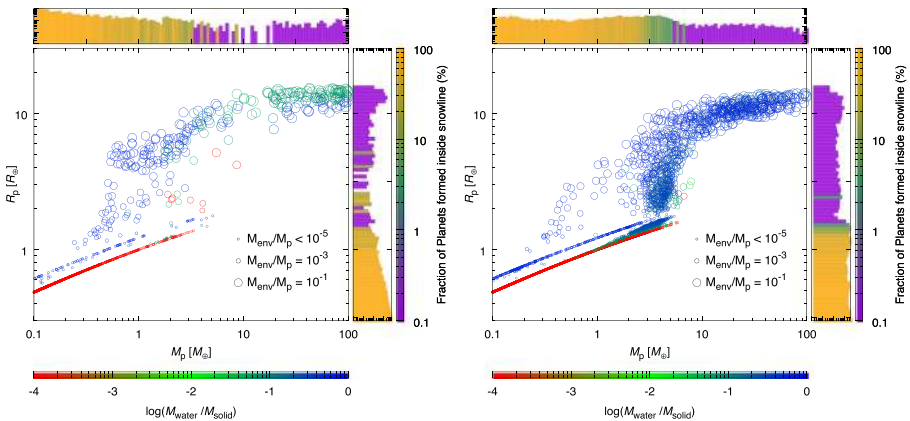 100
10
1
0.1
Fraction of Planets formed inside snowline (%)
10
1
R_p [R_⊕]
M_env/M_p < 10^-5
M_env/M_p = 10^-3
M_env/M_p = 10^-1
0.1 1 10 100
M_p [M_⊕]
-4 -3 -2 -1 0
log(M_water /M_solid)
100
10
1
0.1
Fraction of Planets formed inside snowline (%)
10
1
R_p [R_⊕]
M_env/M_p < 10^-5
M_env/M_p = 10^-3
M_env/M_p = 10^-1
0.1 1 10 100
M_p [M_⊕]
-4 -3 -2 -1 0
log(M_water /M_solid)